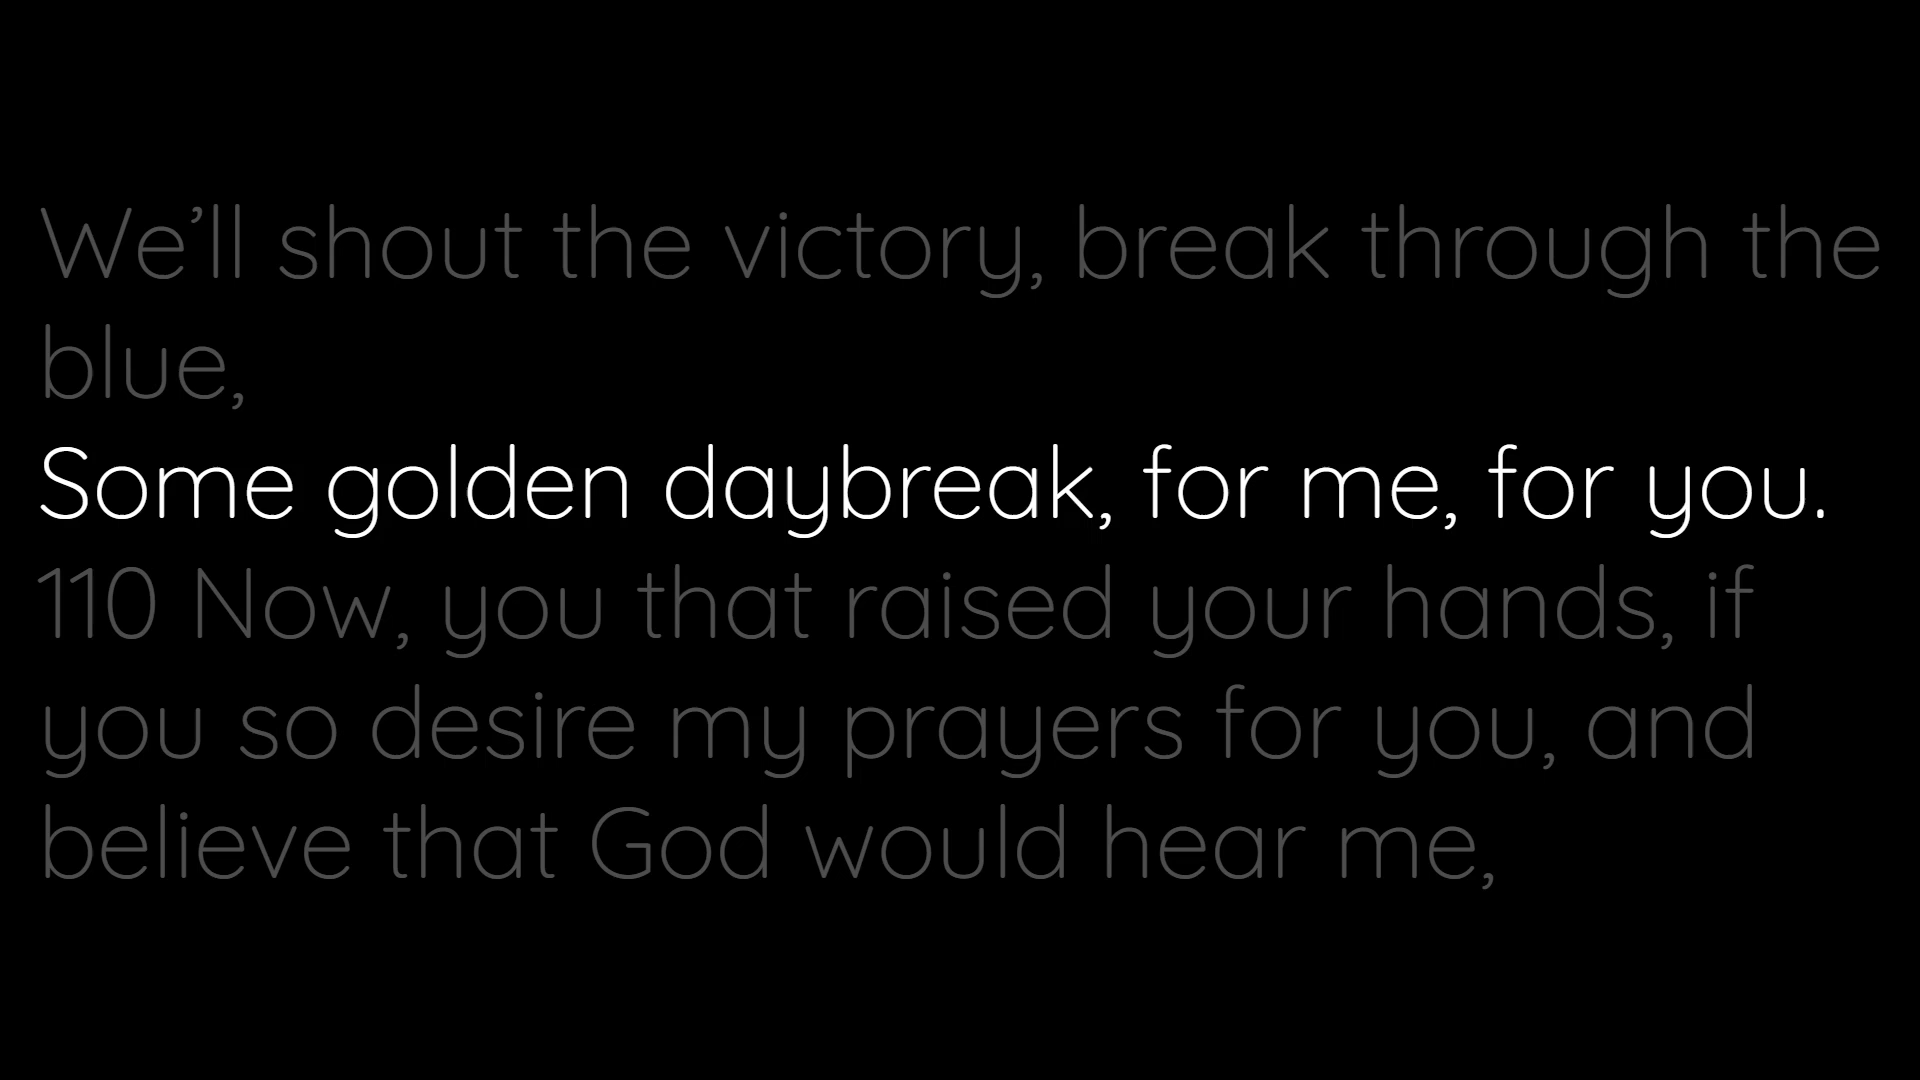 We’ll shout the victory, break through the
blue,
Some golden daybreak, for me, for you.
110 Now, you that raised your hands, if
you so desire my prayers for you, and
believe that God would hear me,